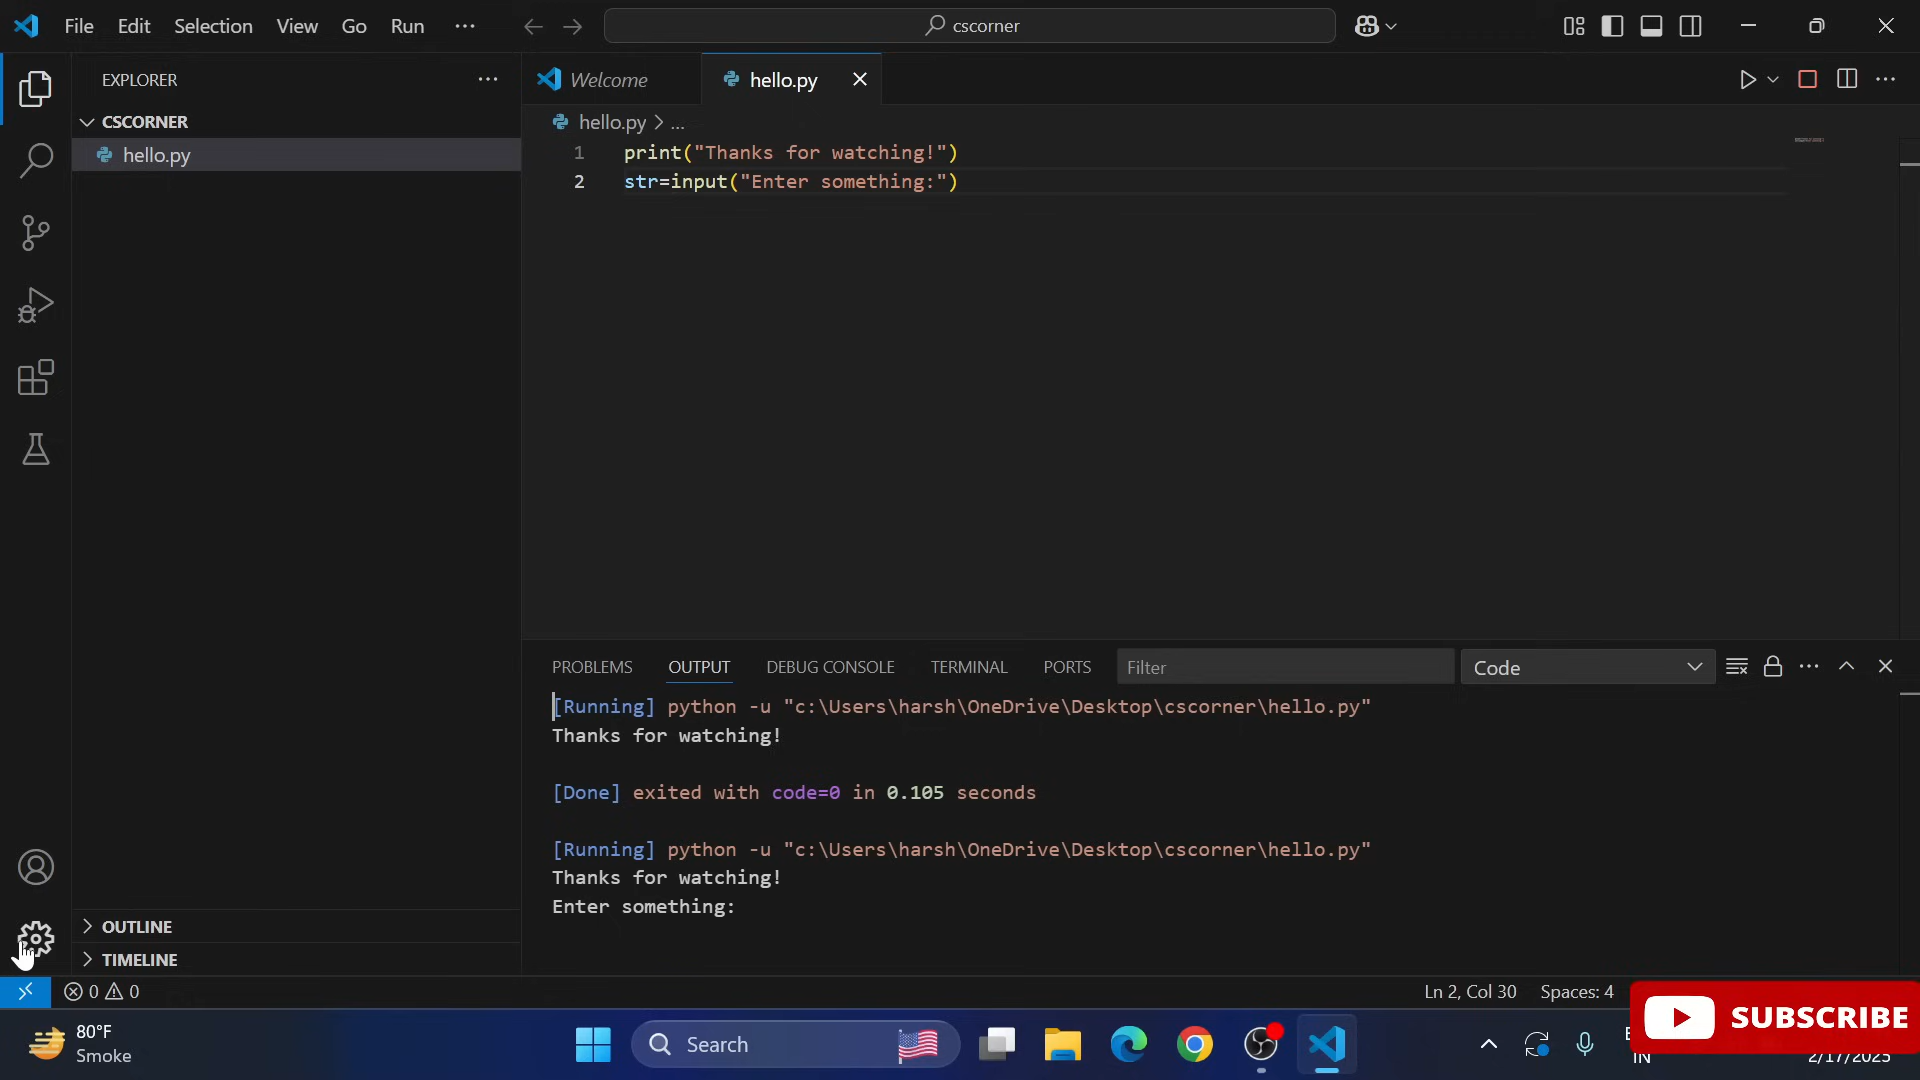 File Edit Selection View Go Run ... cscorner
EXPLORER ...
CSCORNER
hello.py
OUTLINE
TIMELINE
Welcome hello.py
hello.py > ...
1 print("Thanks for watching!")
2 str=input("Enter something:")
PROBLEMS OUTPUT DEBUG CONSOLE TERMINAL PORTS Filter Code
[Running] python -u "c:\Users\harsh\OneDrive\Desktop\cscorner\hello.py"
Thanks for watching!
[Done] exited with code=0 in 0.105 seconds
[Running] python -u "c:\Users\harsh\OneDrive\Desktop\cscorner\hello.py"
Thanks for watching!
Enter something:
0 0 Ln 2, Col 30 Spaces: 4
SUBSCRIBE
80°F
Smoke
Search
IN
2/17/2025